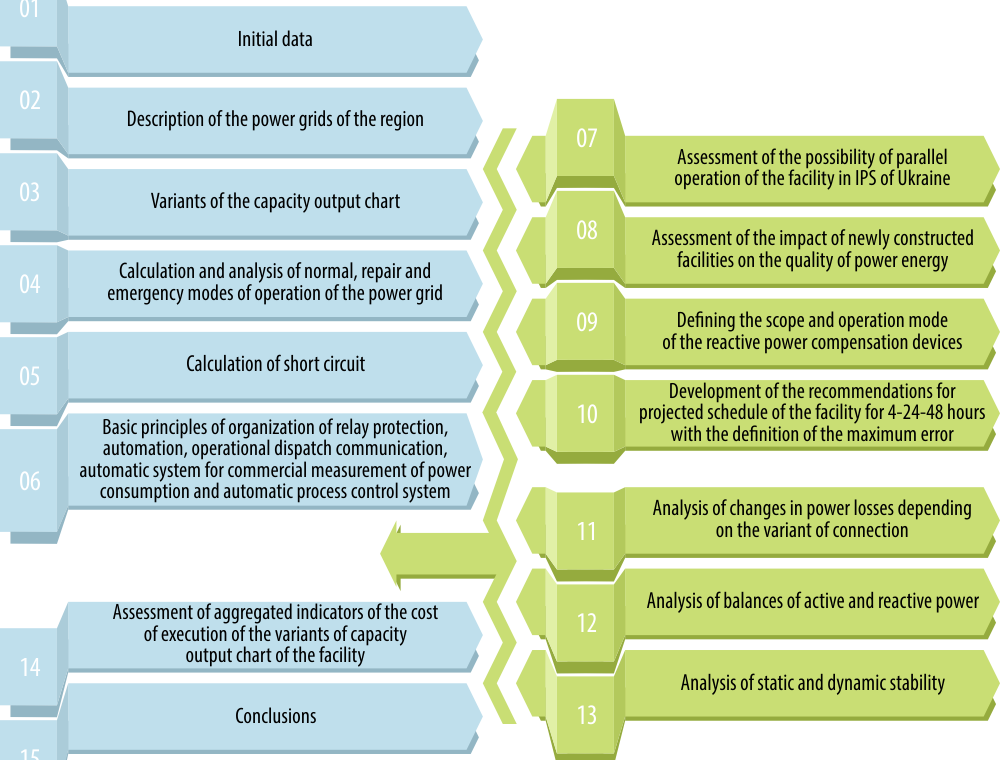 01
Initial data
02
Description of the power grids of the region
03
Variants of the capacity output chart
04
Calculation and analysis of normal, repair and
emergency modes of operation of the power grid
05
Calculation of short circuit
06
Basic principles of organization of relay protection,
automation, operational dispatch communication,
automatic system for commercial measurement of power
consumption and automatic process control system
07
Assessment of the possibility of parallel
operation of the facility in IPS of Ukraine
08
Assessment of the impact of newly constructed
facilities on the quality of power energy
09
Defining the scope and operation mode
of the reactive power compensation devices
10
Development of the recommendations for
projected schedule of the facility for 4-24-48 hours
with the definition of the maximum error
11
Analysis of changes in power losses depending
on the variant of connection
12
Analysis of balances of active and reactive power
13
Analysis of static and dynamic stability
14
Assessment of aggregated indicators of the cost
of execution of the variants of capacity
output chart of the facility
15
Conclusions